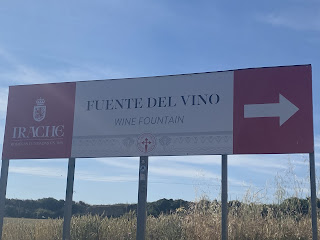 FUENTE DEL VINO
WINE FOUNTAIN
IRACHE